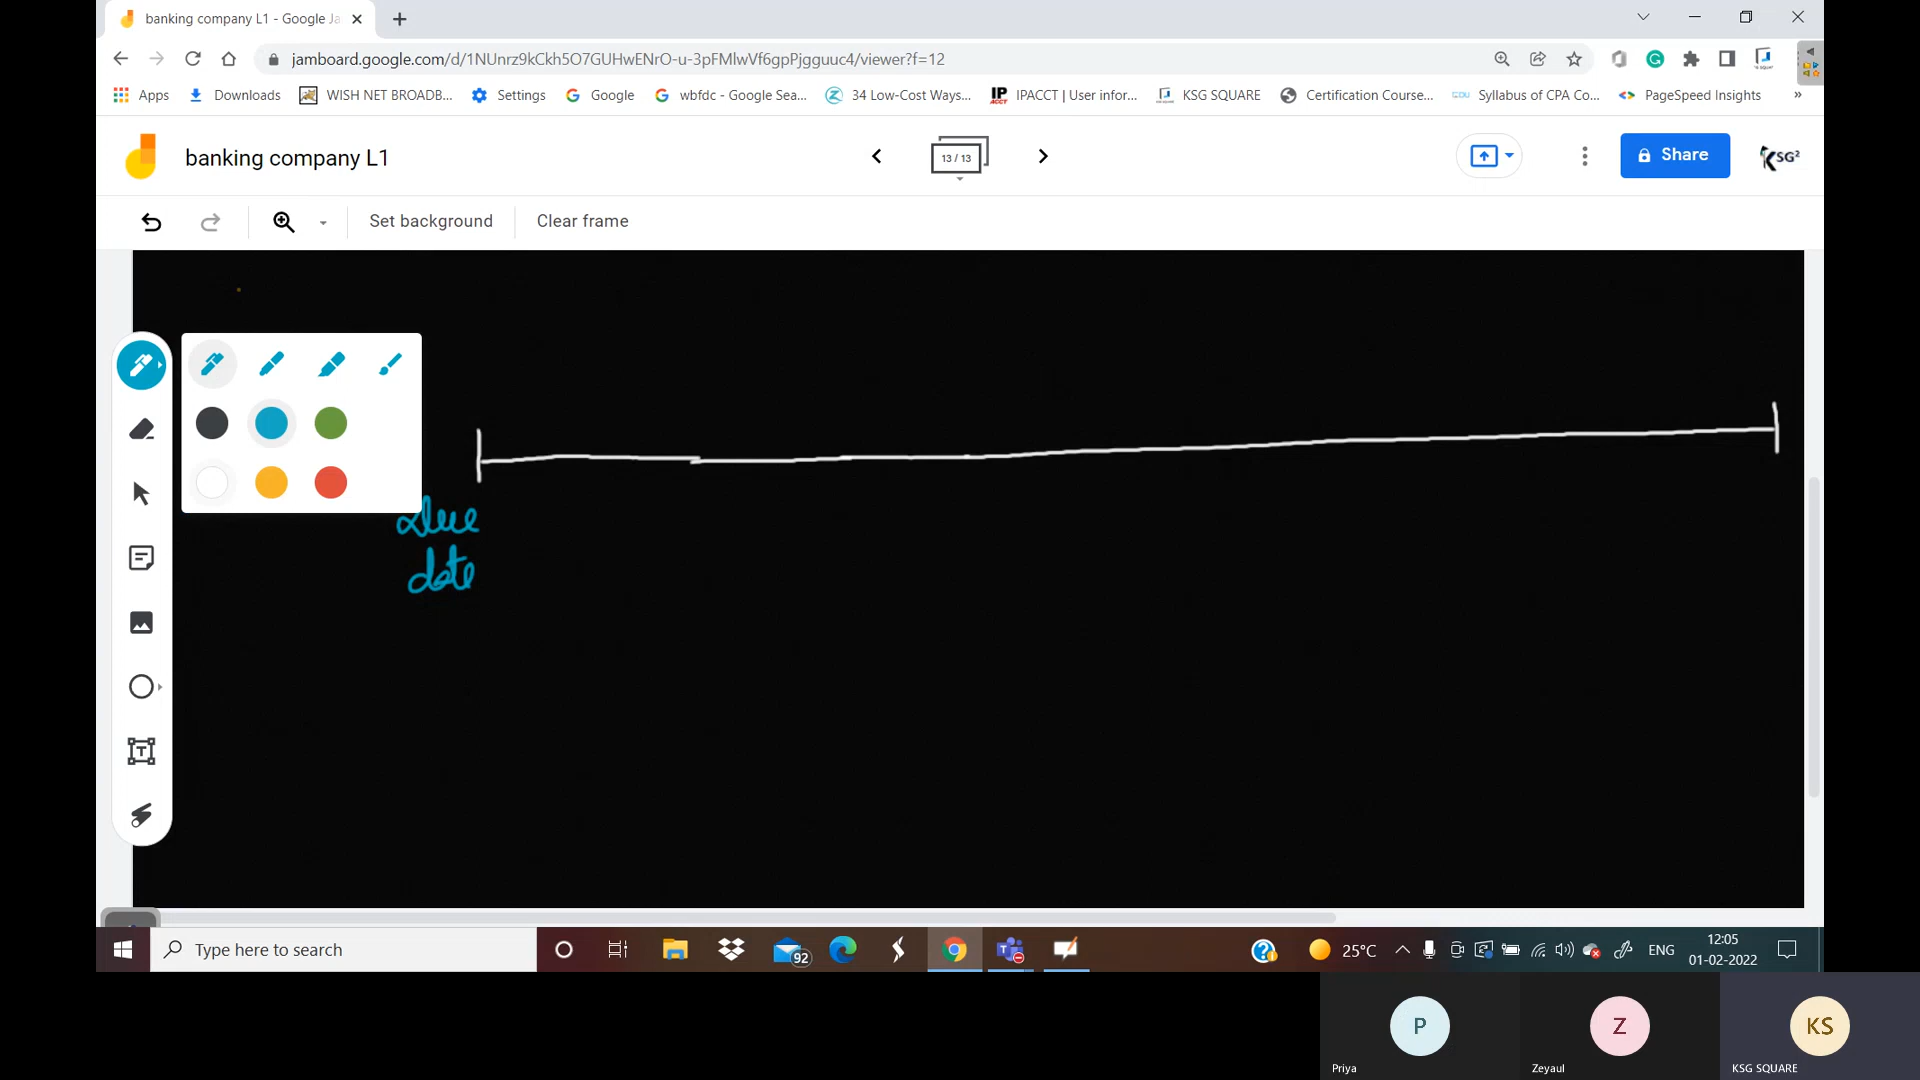 banking company L1 - Google Ja
jamboard.google.com/d/1NUnrz9kCkh5O7GUHwENrO-u-3pFMlwVf6gpPjgguuc4/viewer?f=12
Apps Downloads WISH NET BROADB... Settings Google wbfdc - Google Sea... 34 Low-Cost Ways... IPACCT | User infor... KSG SQUARE Certification Course... Syllabus of CPA Co... PageSpeed Insights »
banking company L1 13 / 13 Share KSG²
Set background Clear frame
Due
date
Type here to search 92 25°C ENG 12:05
01-02-2022
P Z KS
Priya Zeyaul KSG SQUARE